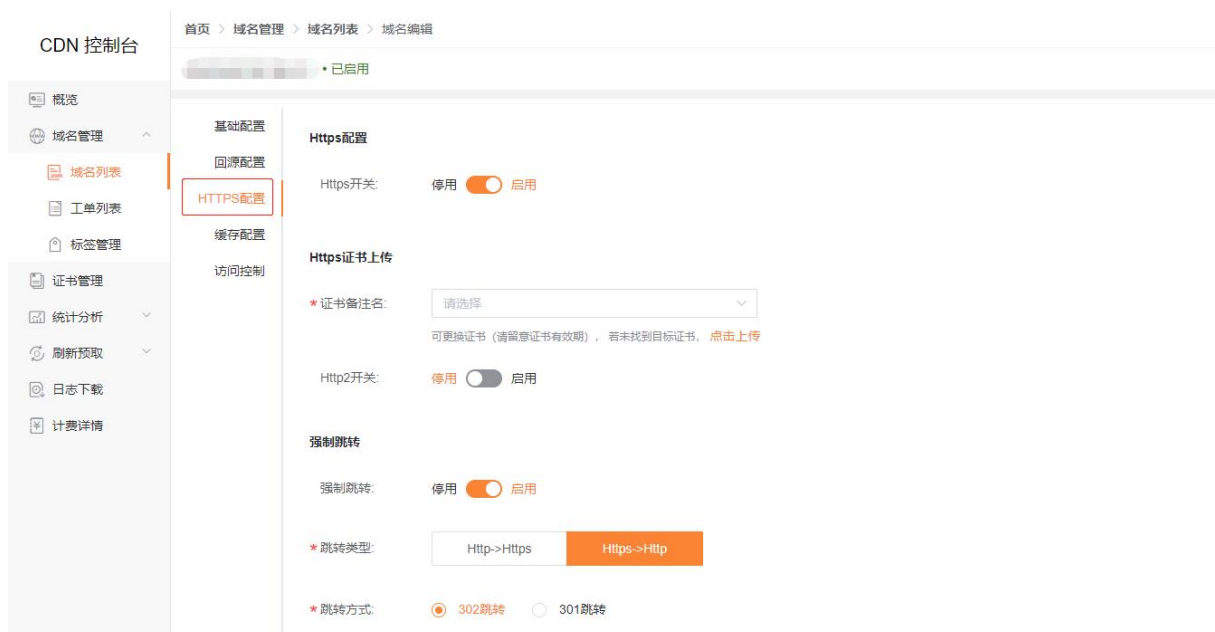 CDN 控制台
概览
域名管理
域名列表
工单列表
标签管理
证书管理
统计分析
刷新预取
日志下载
计费详情
首页 > 域名管理 > 域名列表 > 域名编辑
• 已启用
基础配置
回源配置
HTTPS配置
缓存配置
访问控制
Https配置
Https开关: 停用 启用
Https证书上传
* 证书备注名: 请选择
可更换证书（请留意证书有效期），若未找到目标证书， 点击上传
Http2开关: 停用 启用
强制跳转
强制跳转: 停用 启用
* 跳转类型: Http->Https Https->Http
* 跳转方式: 302跳转 301跳转